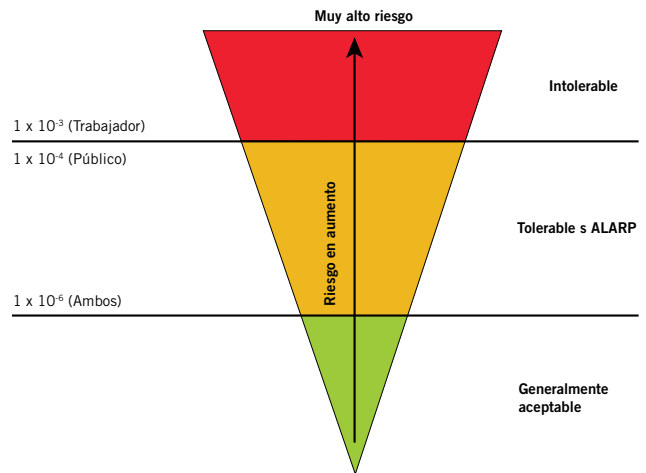 Muy alto riesgo
Intolerable
1 x 10⁻³ (Trabajador)
1 x 10⁻⁴ (Público)
Riesgo en aumento
Tolerable s ALARP
1 x 10⁻⁶ (Ambos)
Generalmente
aceptable